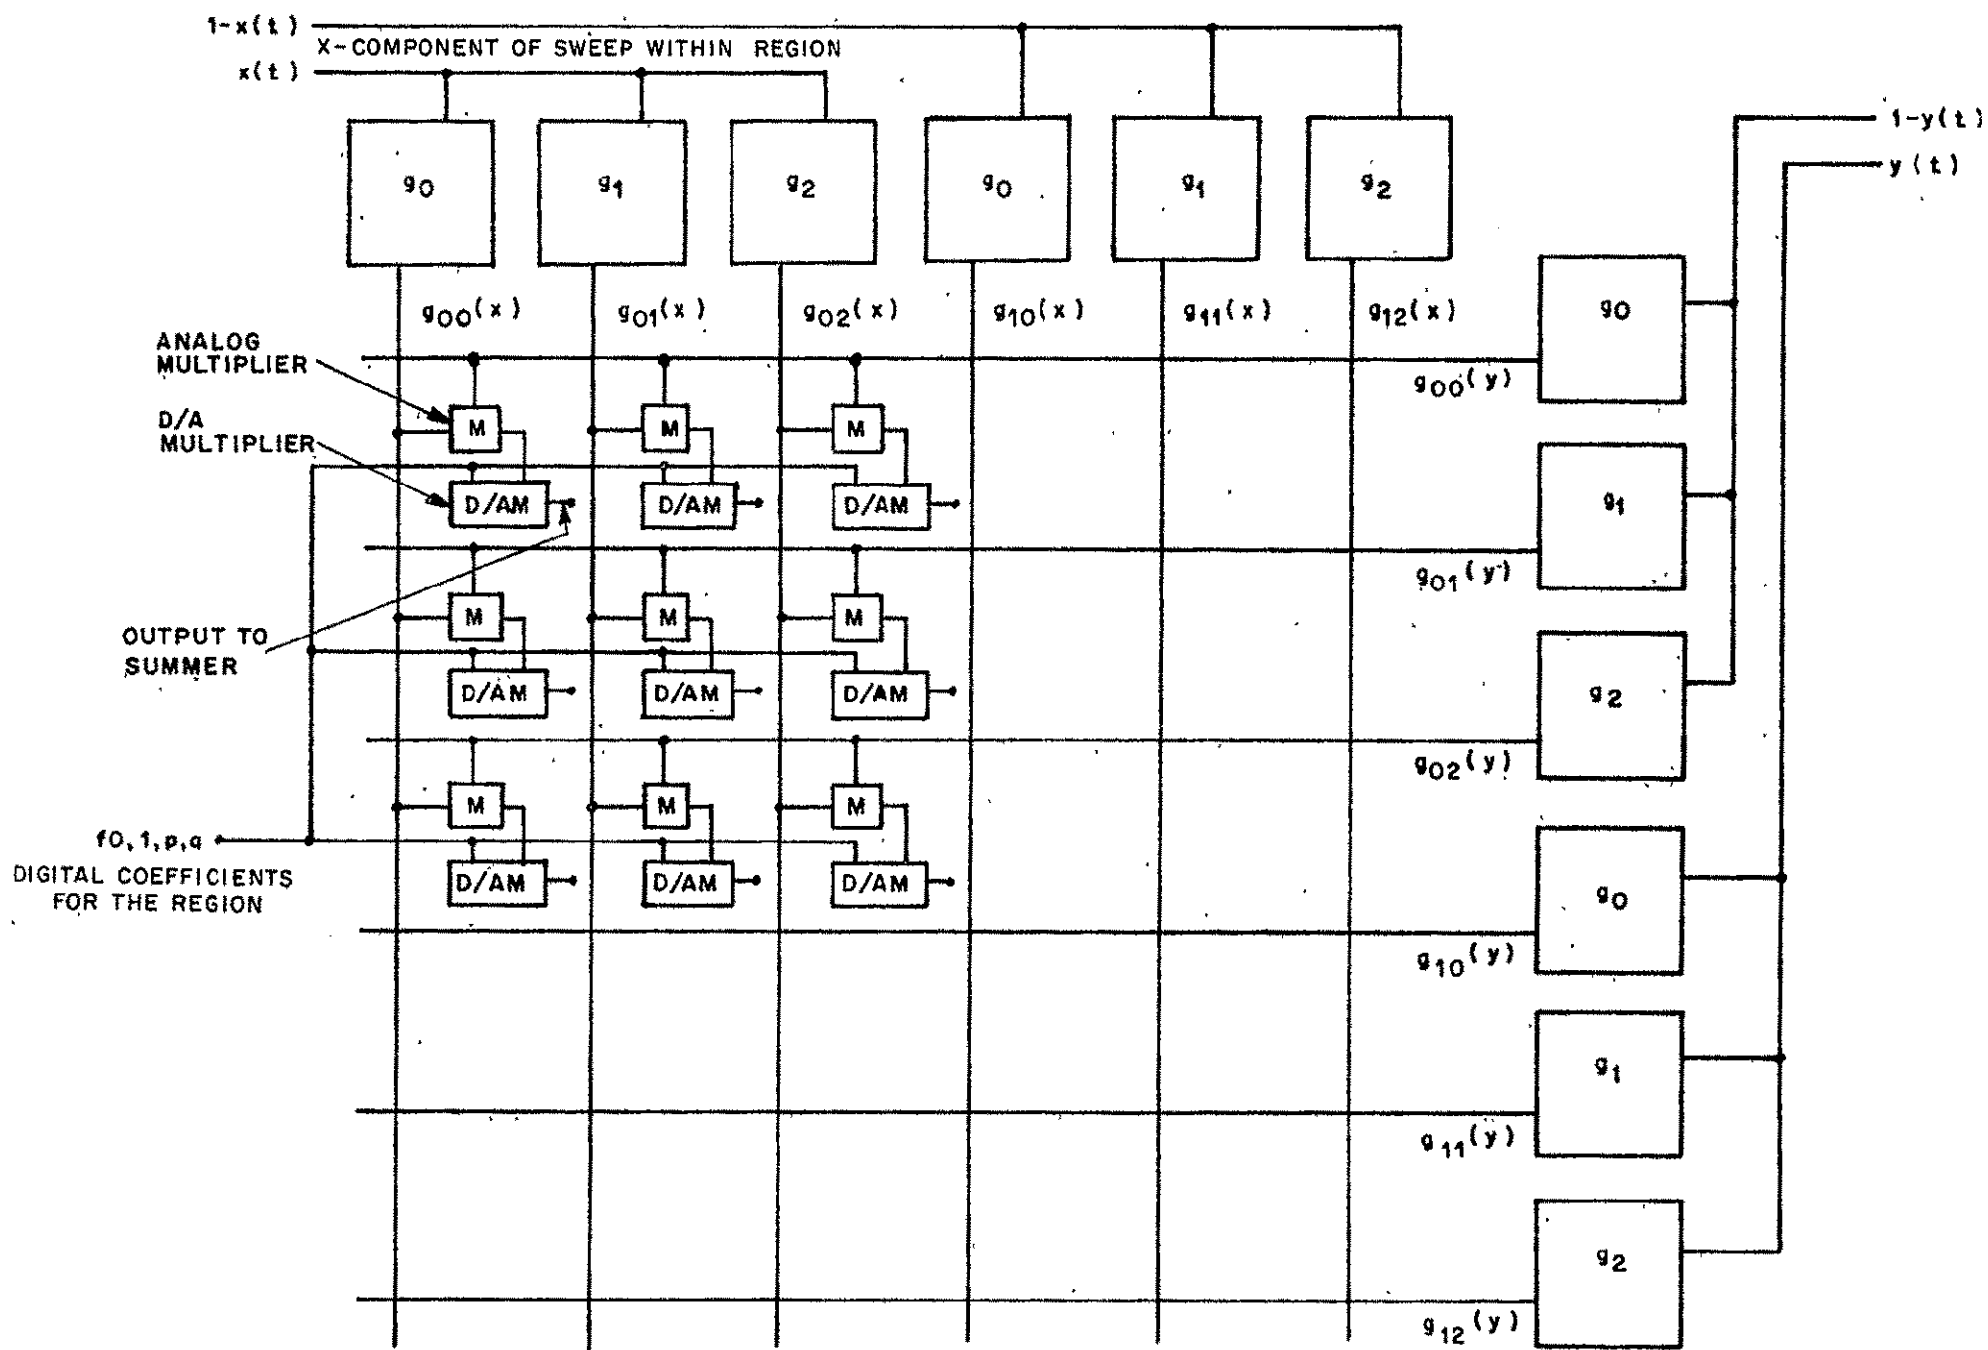 1-x(t)
X-COMPONENT OF SWEEP WITHIN REGION
x(t)
1-y(t)
y(t)
g0 g1 g2 g0 g1 g2
g00(x) g01(x) g02(x) g10(x) g11(x) g12(x)
g0
ANALOG
MULTIPLIER
g00(y)
D/A
MULTIPLIER
M M M
D/AM D/AM D/AM
g1
g01(y)
M M M
OUTPUT TO
SUMMER
D/AM D/AM D/AM
g2
g02(y)
M M M
f0,1,p,q
DIGITAL COEFFICIENTS
FOR THE REGION
D/AM D/AM D/AM
g0
g10(y)
g1
g11(y)
g2
g12(y)